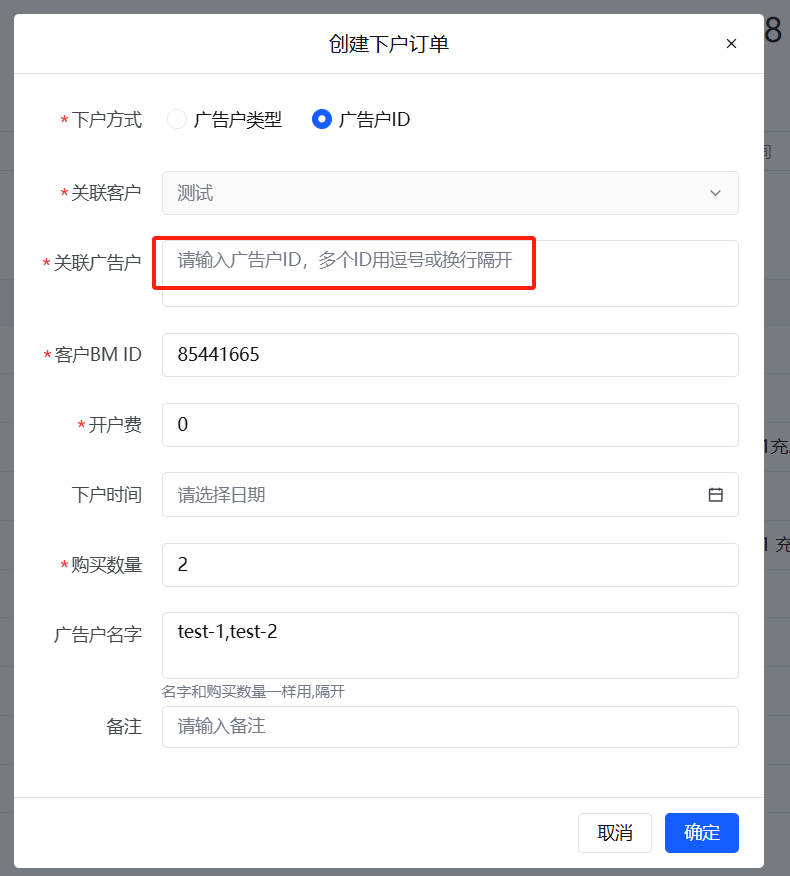 创建下户订单
8
*下户方式 广告户类型 广告户ID
*关联客户 测试
*关联广告户 请输入广告户ID，多个ID用逗号或换行隔开
*客户BM ID 85441665
*开户费 0
1充
下户时间 请选择日期
1 充
*购买数量 2
广告户名字 test-1,test-2
名字和购买数量一样用,隔开
备注 请输入备注
取消 确定